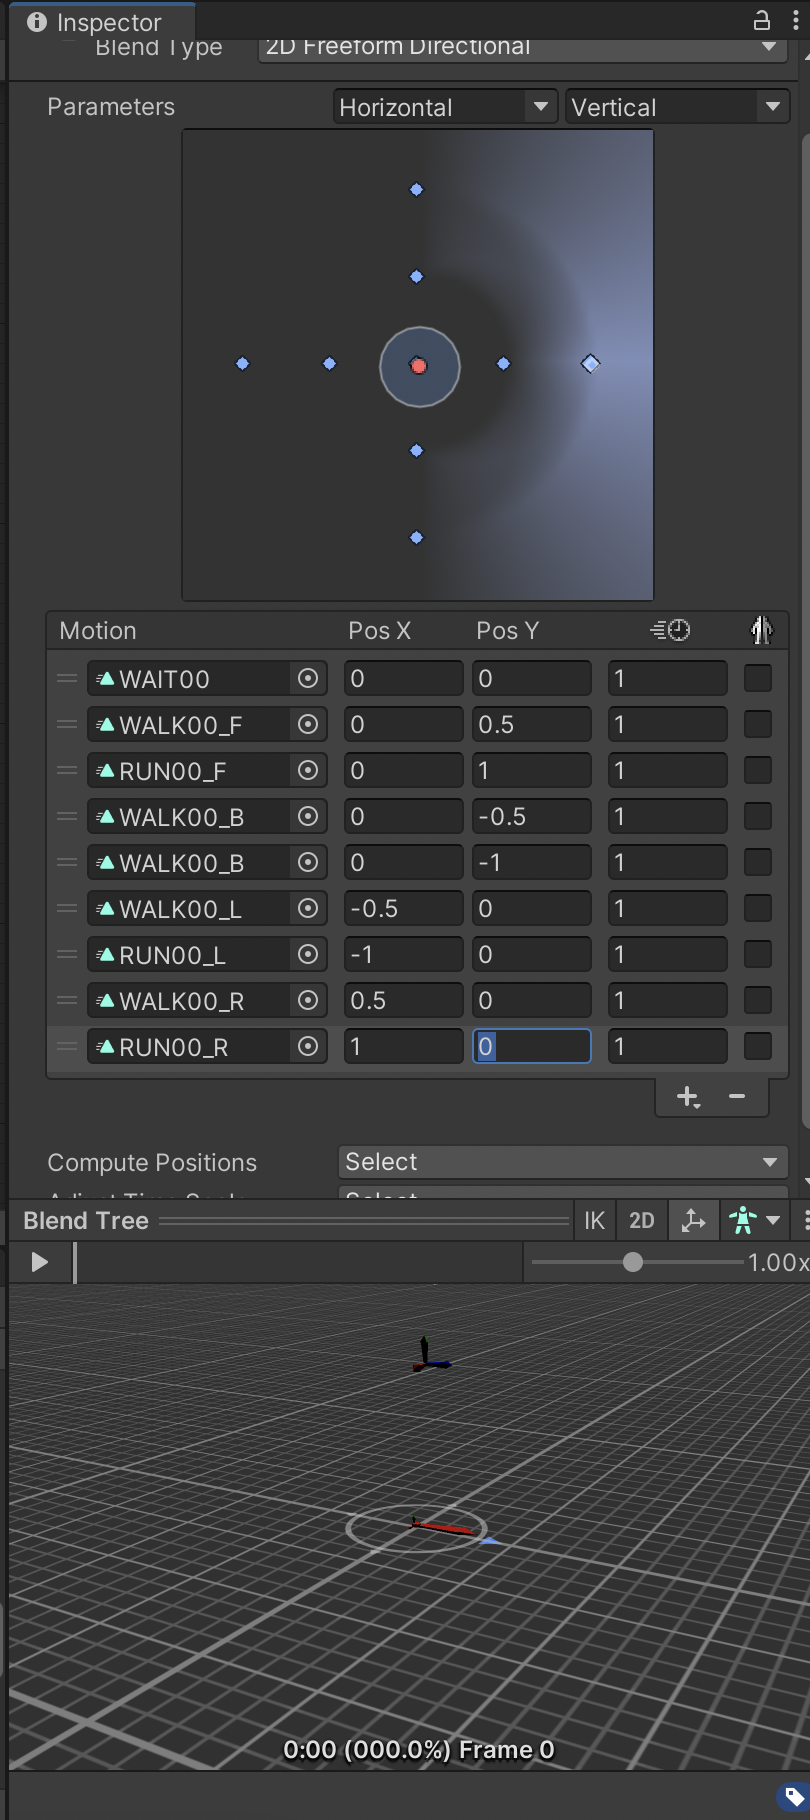 Inspector
Blend Type 2D Freeform Directional
Parameters Horizontal Vertical
Motion Pos X Pos Y
WAIT00 0 0 1
WALK00_F 0 0.5 1
RUN00_F 0 1 1
WALK00_B 0 -0.5 1
WALK00_B 0 -1 1
WALK00_L -0.5 0 1
RUN00_L -1 0 1
WALK00_R 0.5 0 1
RUN00_R 1 0 1
Compute Positions Select
Adjust Time Scale Select
Blend Tree IK 2D
1.00x
0:00 (000.0%) Frame 0